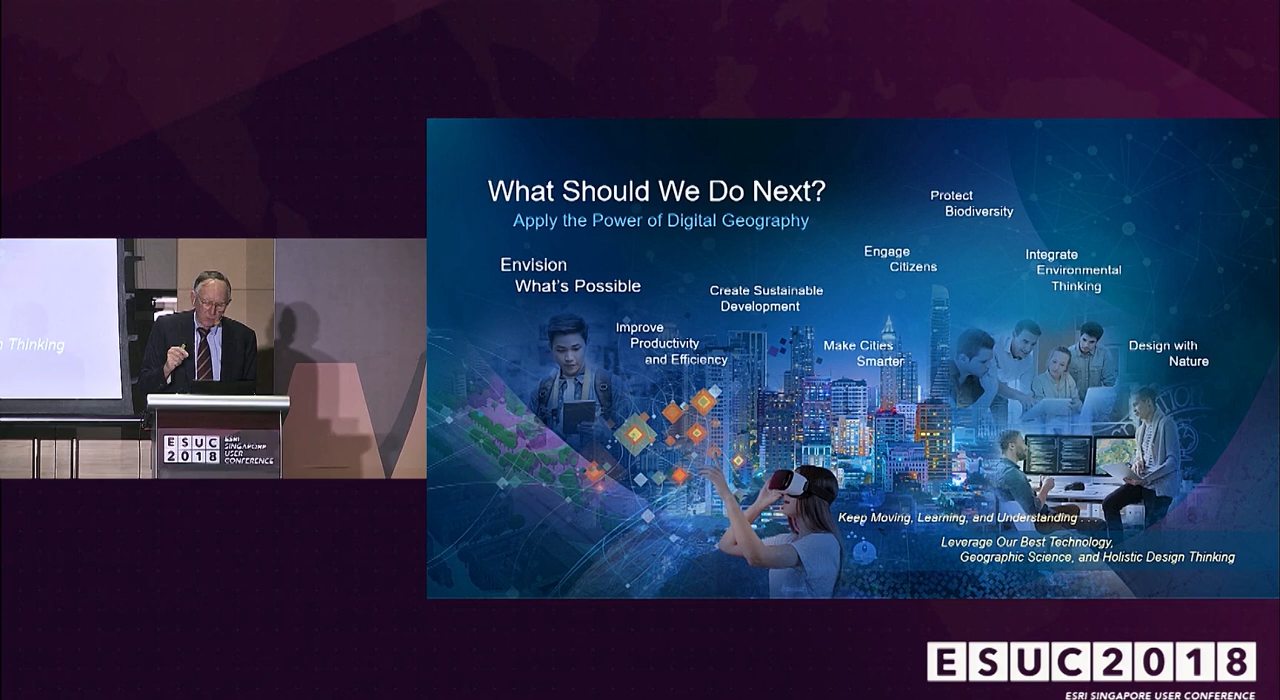 What Should We Do Next?
Apply the Power of Digital Geography
Protect
Biodiversity
Engage
Citizens
Integrate
Environmental
Thinking
Envision
What's Possible
Create Sustainable
Development
Improve
Productivity
and Efficiency
Make Cities
Smarter
Design with
Nature
Keep Moving, Learning, and Understanding
Leverage Our Best Technology,
Geographic Science, and Holistic Design Thinking
Thinking
ESUC
2018
ESRI
SINGAPORE
USER
CONFERENCE
ESUC2018
ESRI SINGAPORE USER CONFERENCE